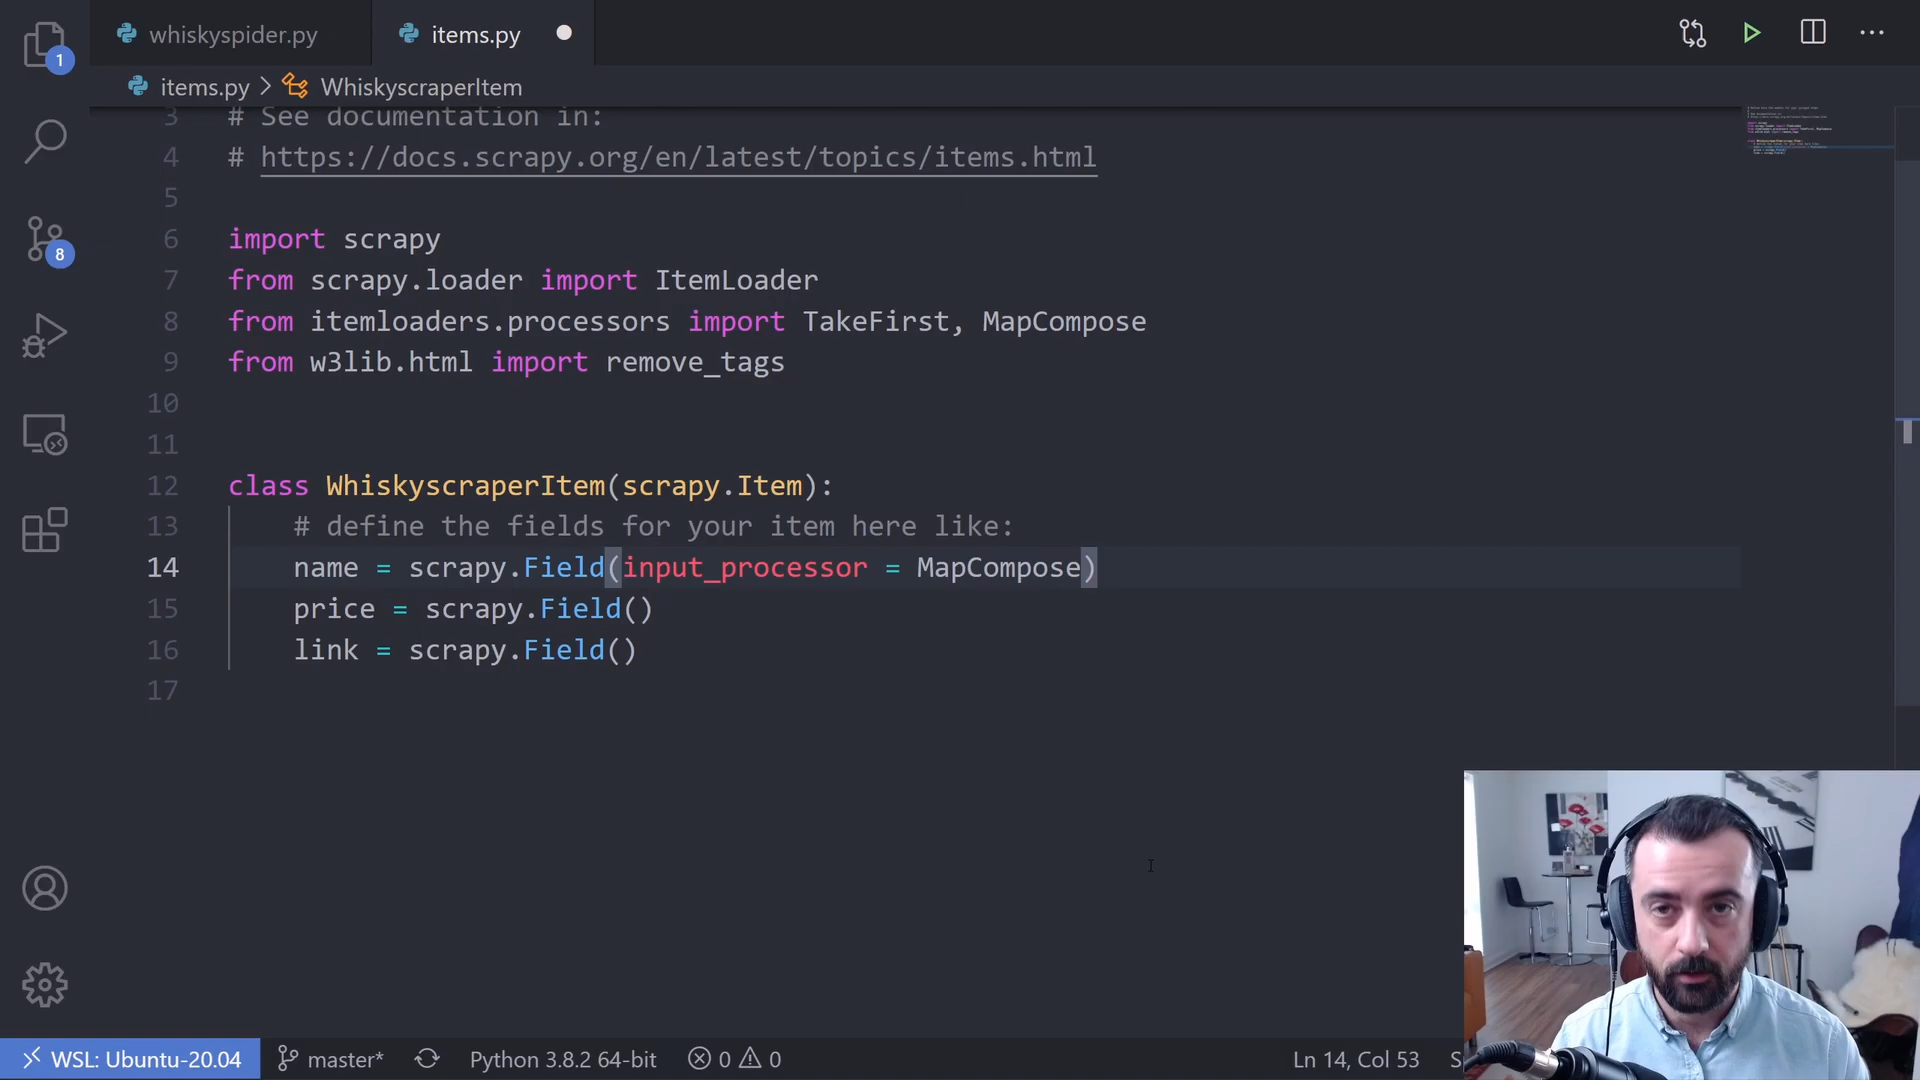 whiskyspider.py
items.py
1
items.py > WhiskyscraperItem
3 # See documentation in:
4 # https://docs.scrapy.org/en/latest/topics/items.html
5
6 import scrapy
7 from scrapy.loader import ItemLoader
8 from itemloaders.processors import TakeFirst, MapCompose
9 from w3lib.html import remove_tags
8
10
11
12 class WhiskyscraperItem(scrapy.Item):
13 # define the fields for your item here like:
14 name = scrapy.Field(input_processor = MapCompose)
15 price = scrapy.Field()
16 link = scrapy.Field()
17
WSL: Ubuntu-20.04 master* Python 3.8.2 64-bit 0 0 Ln 14, Col 53